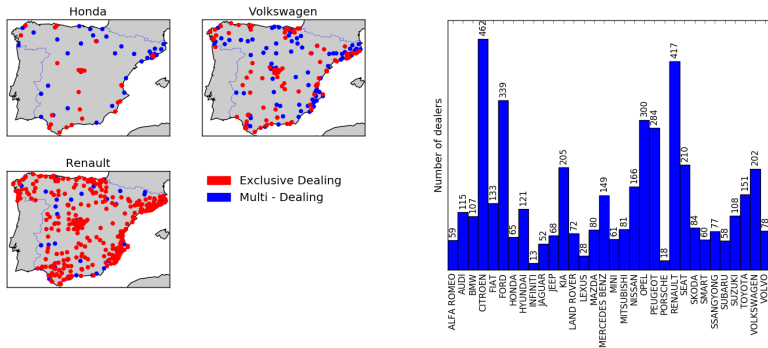 Honda
Volkswagen
Renault
Exclusive Dealing
Multi - Dealing
Number of dealers
59
115
107
462
133
339
65
121
13
52
68
205
72
28
80
149
61
81
166
300
284
18
417
210
84
60
77
58
108
151
202
78
ALFA ROMEO
AUDI
BMW
CITROEN
FIAT
FORD
HONDA
HYUNDAI
INFINITI
JAGUAR
JEEP
KIA
LAND ROVER
LEXUS
MAZDA
MERCEDES BENZ
MINI
MITSUBISHI
NISSAN
OPEL
PEUGEOT
PORSCHE
RENAULT
SEAT
SKODA
SMART
SSANGYONG
SUBARU
SUZUKI
TOYOTA
VOLKSWAGEN
VOLVO